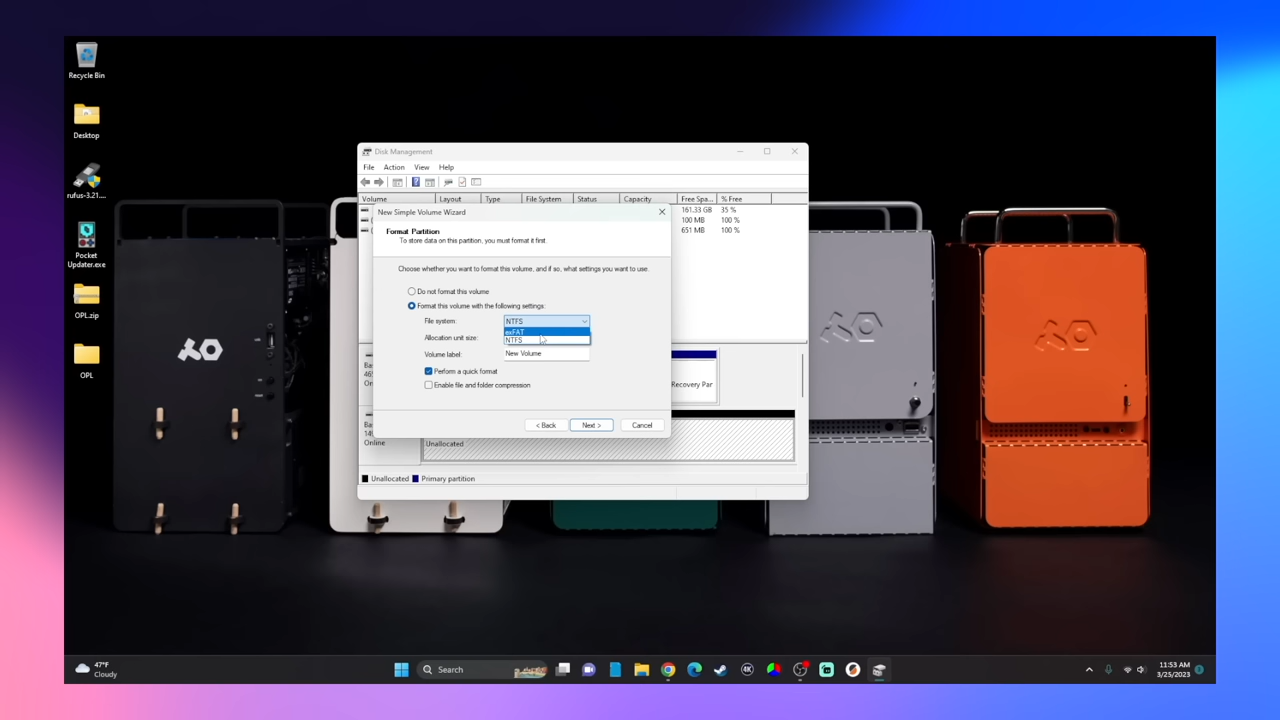 Recycle Bin
Desktop
rufus-3.21....
Pocket
Updater.exe
OPL.zip
OPL
Disk Management
File Action View Help
Volume Layout Type File System Status Capacity Free Spa... % Free
161.33 GB 35 %
100 MB 100 %
651 MB 100 %
New Simple Volume Wizard
Format Partition
To store data on this partition, you must format it first.
Choose whether you want to format this volume, and if so, what settings you want to use.
Do not format this volume
Format this volume with the following settings:
File system: NTFS
exFAT
NTFS
Allocation unit size:
Volume label: New Volume
Perform a quick format
Enable file and folder compression
< Back Next > Cancel
Ba
465
On
Recovery Par
Ba
149
Online
Unallocated
Unallocated Primary partition
47°F
Cloudy
Search
4K
11:53 AM
3/25/2023